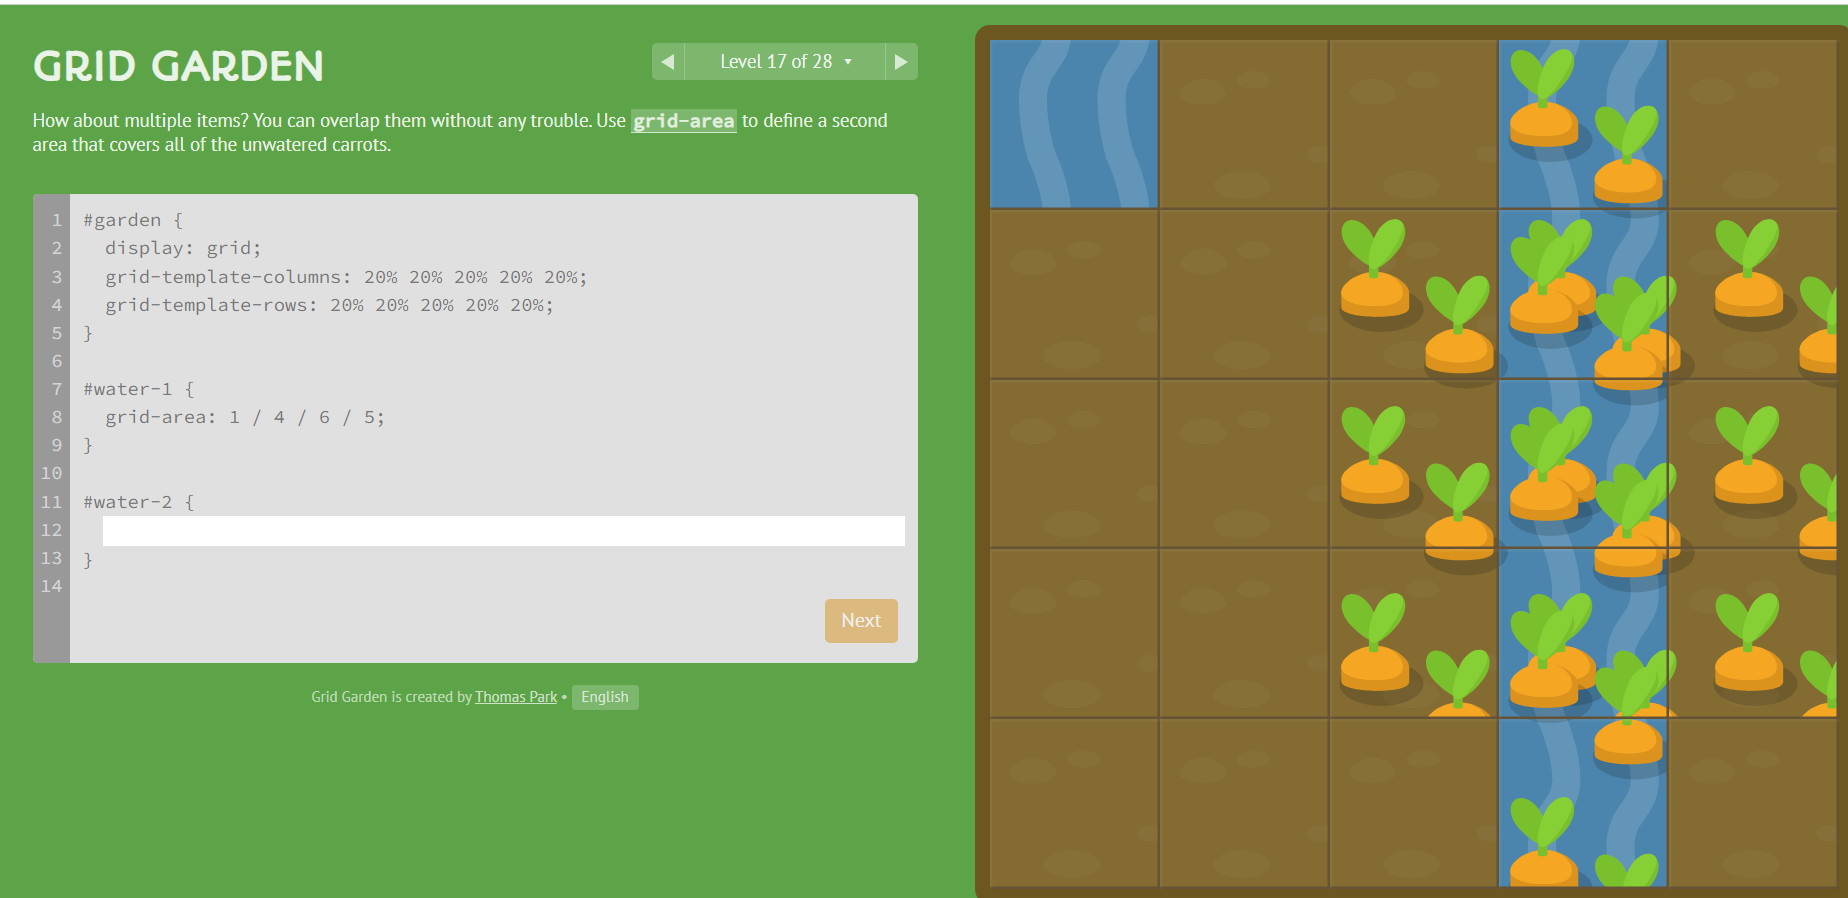 GRID GARDEN
◀ Level 17 of 28 ▼ ▶
How about multiple items? You can overlap them without any trouble. Use grid-area to define a second
area that covers all of the unwatered carrots.
1 #garden {
2   display: grid;
3   grid-template-columns: 20% 20% 20% 20% 20%;
4   grid-template-rows: 20% 20% 20% 20% 20%;
5 }
6
7 #water-1 {
8   grid-area: 1 / 4 / 6 / 5;
9 }
10
11 #water-2 {
12
13 }
14
Next
Grid Garden is created by Thomas Park • English